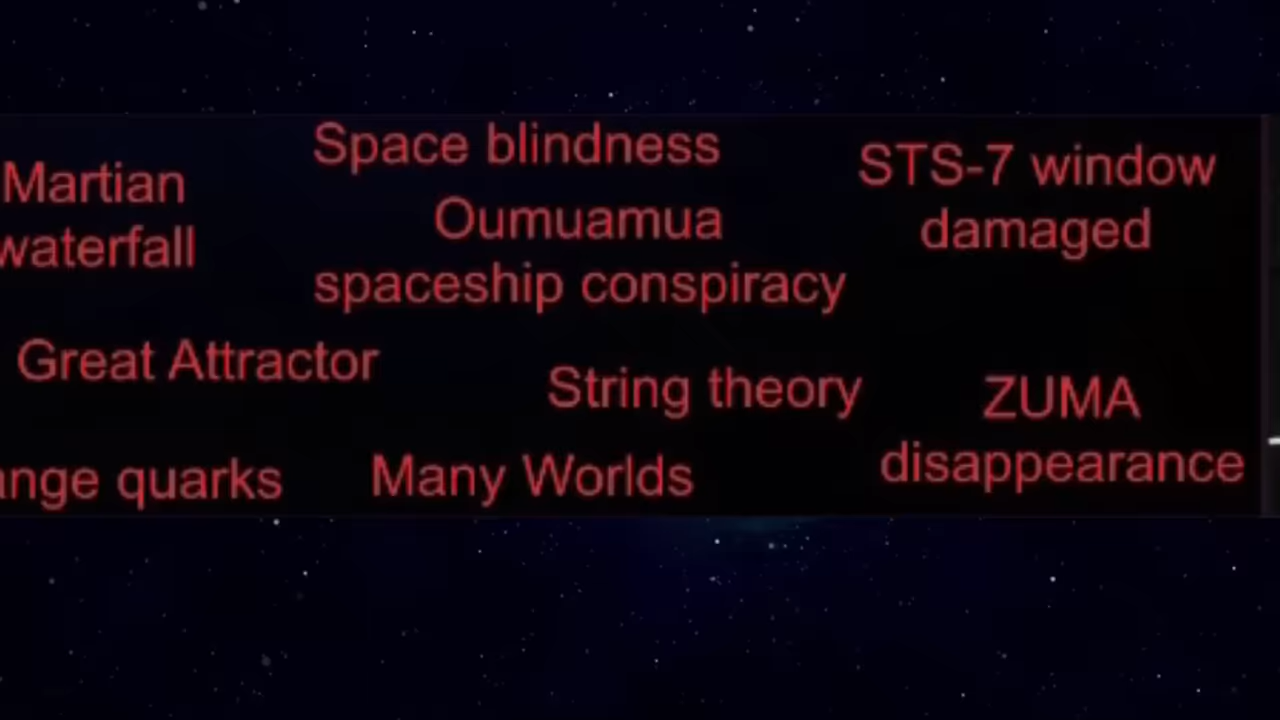 Space blindness
STS-7 window
damaged
Martian
waterfall
Oumuamua
spaceship conspiracy
Great Attractor
String theory
ZUMA
disappearance
quarks
Many Worlds